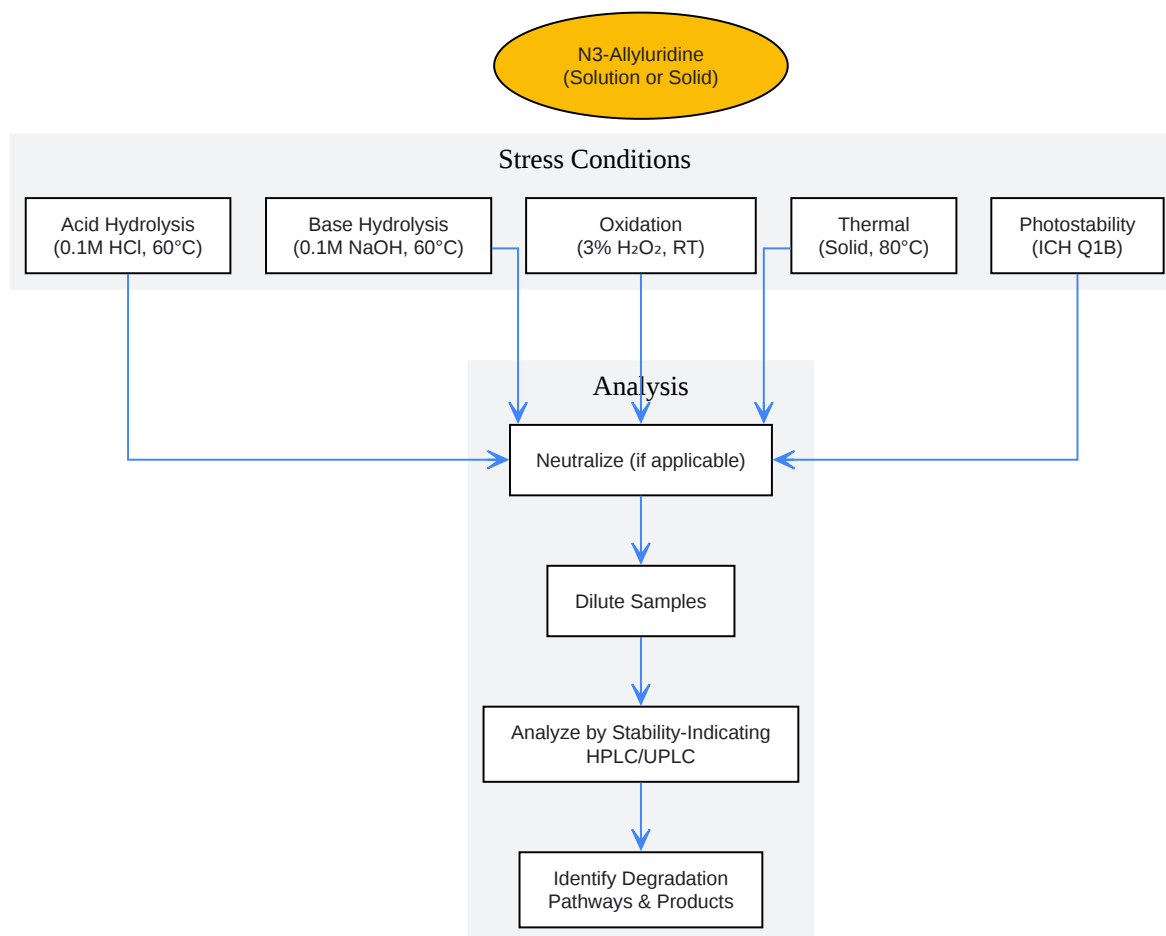 N3-Allyluridine
(Solution or Solid)
Stress Conditions
Acid Hydrolysis
(0.1M HCl, 60°C)
Base Hydrolysis
(0.1M NaOH, 60°C)
Oxidation
(3% H₂O₂, RT)
Thermal
(Solid, 80°C)
Photostability
(ICH Q1B)
Analysis
Neutralize (if applicable)
Dilute Samples
Analyze by Stability-Indicating
HPLC/UPLC
Identify Degradation
Pathways & Products